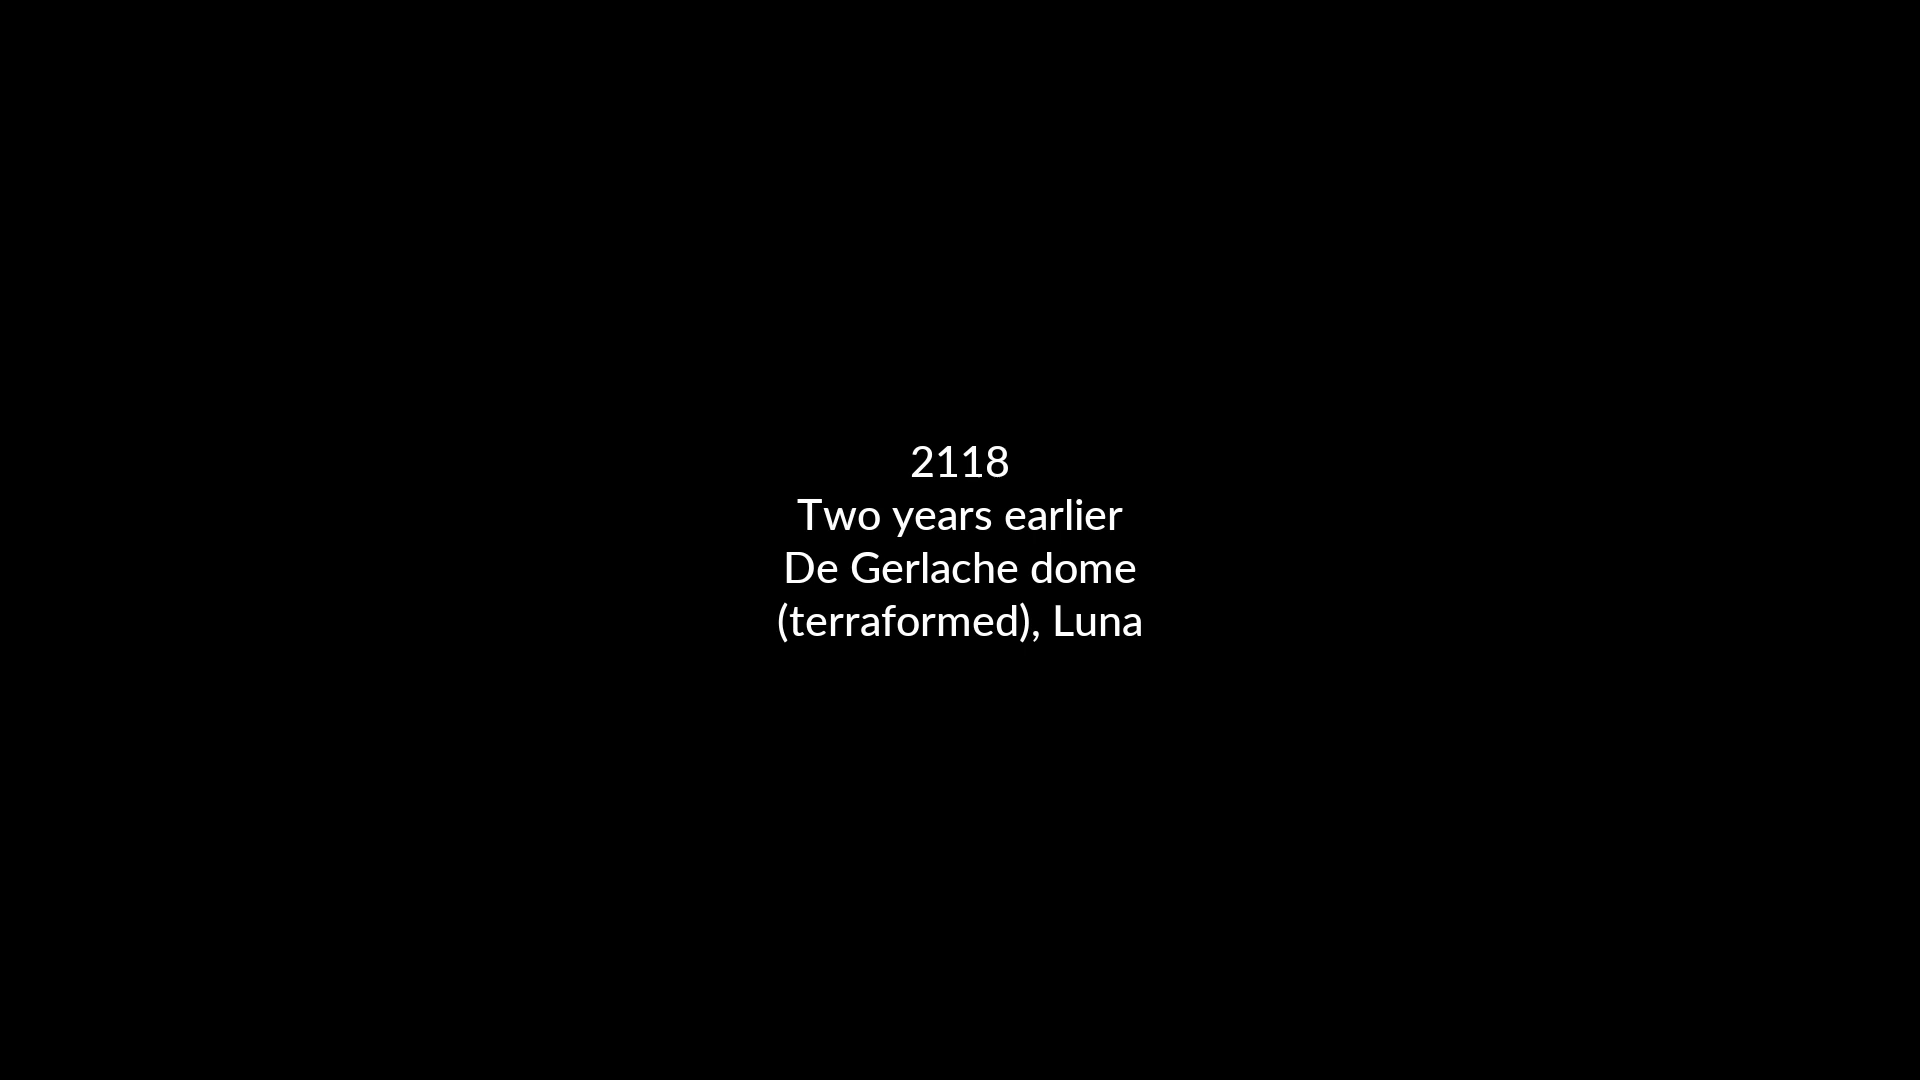 2118
Two years earlier
De Gerlache dome
(terraformed), Luna